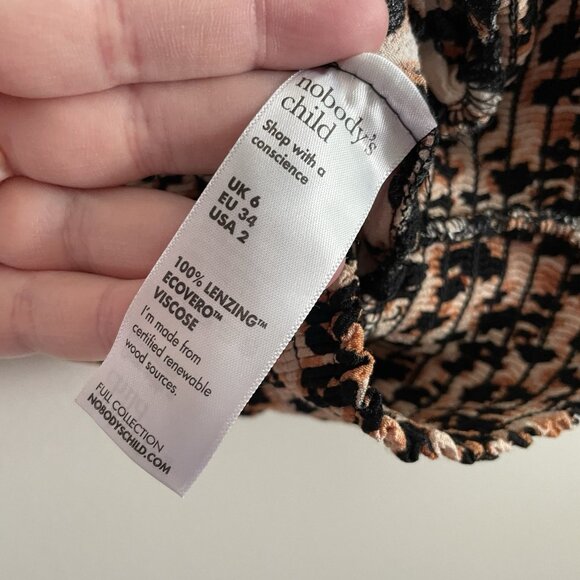 nobody's
child
Shop with a
conscience
UK 6
EU 34
USA 2
100% LENZING™
ECOVERO™
VISCOSE
I'm made from
certified renewable
wood sources.
FULL COLLECTION
NOBODYSCHILD.COM